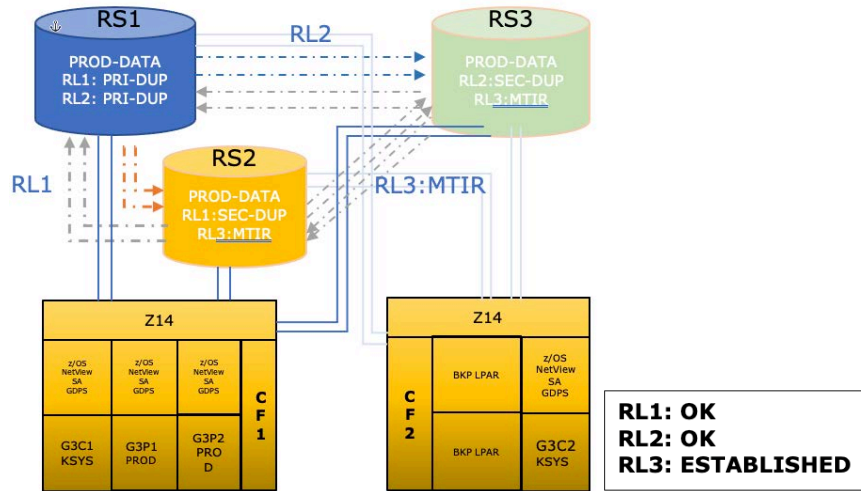 RS1
PROD-DATA
RL1: PRI-DUP
RL2: PRI-DUP
RL2
RS3
PROD-DATA
RL2:SEC-DUP
RL3:MTIR
RL1
RS2
PROD-DATA
RL1:SEC-DUP
RL3:MTIR
RL3:MTIR
Z14
z/OS
NetView
SA
GDPS
z/OS
NetView
SA
GDPS
z/OS
NetView
SA
GDPS
C
F
1
G3C1
KSYS
G3P1
PROD
G3P2
PRO
D
Z14
C
F
2
BKP LPAR
z/OS
NetView
SA
GDPS
BKP LPAR
G3C2
KSYS
RL1: OK
RL2: OK
RL3: ESTABLISHED